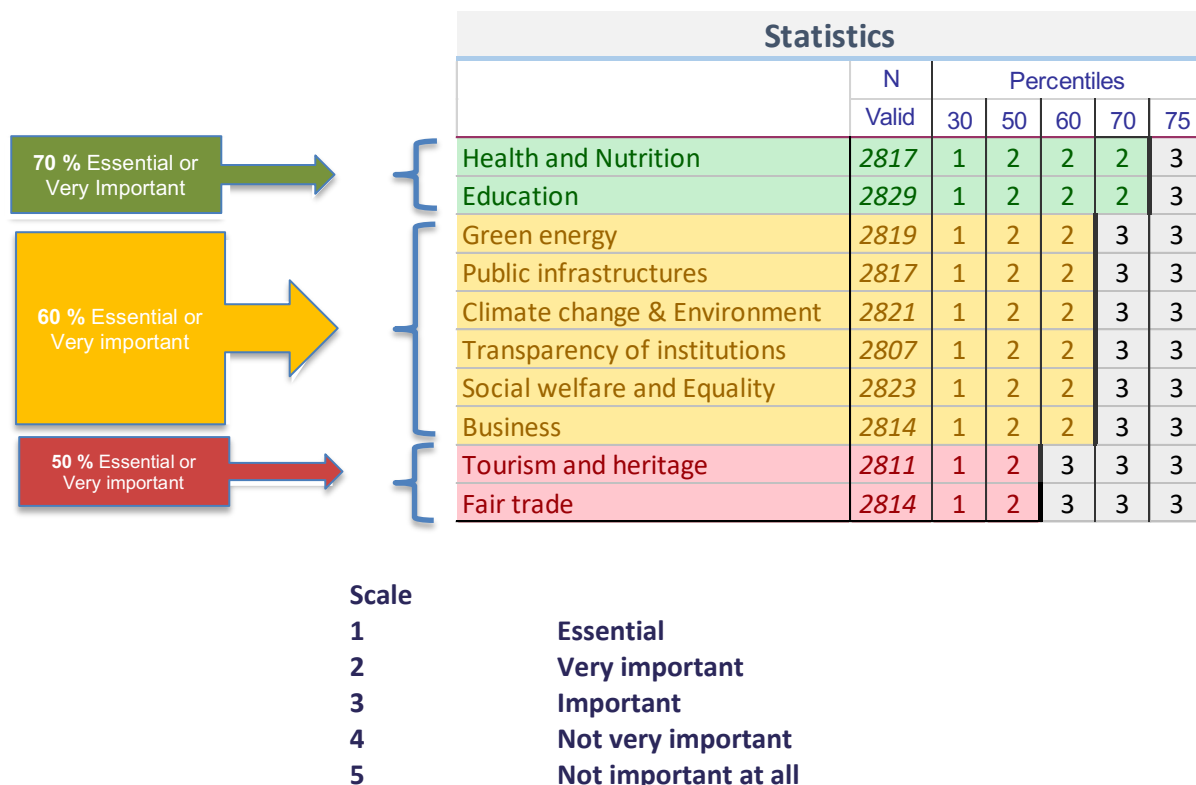 Statistics
N Percentiles
Valid 30 50 60 70 75
70 % Essential or
Very Important
Health and Nutrition 2817 1 2 2 2 3
Education 2829 1 2 2 2 3
60 % Essential or
Very important
Green energy 2819 1 2 2 3 3
Public infrastructures 2817 1 2 2 3 3
Climate change & Environment 2821 1 2 2 3 3
Transparency of institutions 2807 1 2 2 3 3
Social welfare and Equality 2823 1 2 2 3 3
Business 2814 1 2 2 3 3
50 % Essential or
Very important
Tourism and heritage 2811 1 2 3 3 3
Fair trade 2814 1 2 3 3 3
Scale
1 Essential
2 Very important
3 Important
4 Not very important
5 Not important at all